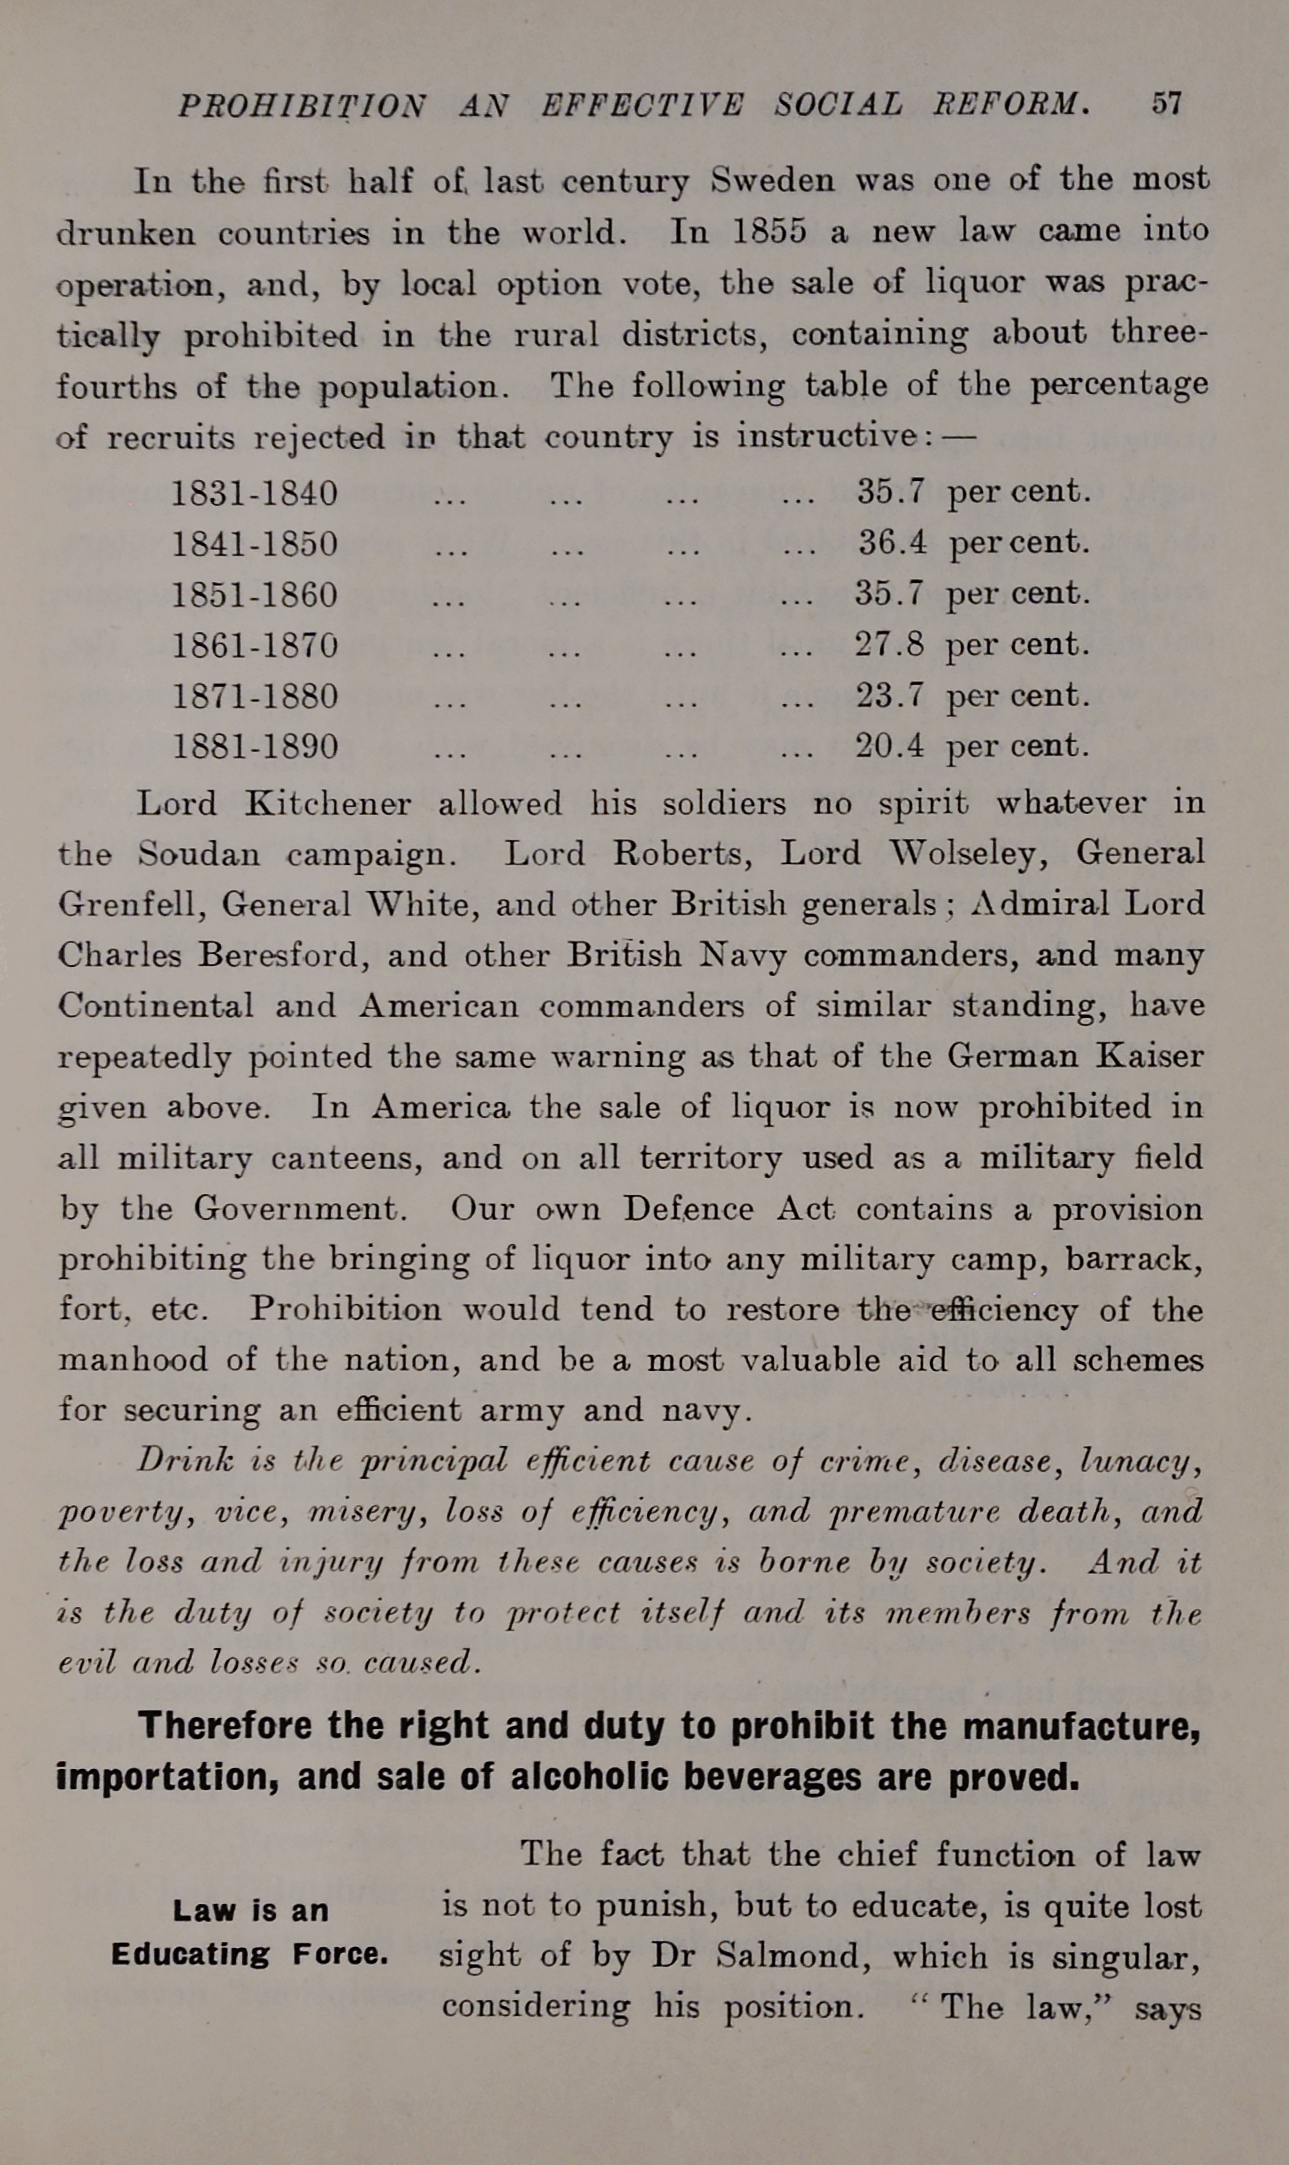 PROHIBITION AN EFFECTIVE SOCIAL REFORM. 57
In the first half of last century Sweden was one of the most
drunken countries in the world. In 1855 a new law came into
operation, and, by local option vote, the sale of liquor was prac-
tically prohibited in the rural districts, containing about three-
fourths of the population. The following table of the percentage
of recruits rejected in that country is instructive:—
1831-1840 ... ... ... ... 35.7 per cent.
1841-1850 ... ... ... ... 36.4 per cent.
1851-1860 ... ... ... ... 35.7 per cent.
1861-1870 ... ... ... ... 27.8 per cent.
1871-1880 ... ... ... ... 23.7 per cent.
1881-1890 ... ... ... ... 20.4 per cent.
Lord Kitchener allowed his soldiers no spirit whatever in
the Soudan campaign. Lord Roberts, Lord Wolseley, General
Grenfell, General White, and other British generals; Admiral Lord
Charles Beresford, and other British Navy commanders, and many
Continental and American commanders of similar standing, have
repeatedly pointed the same warning as that of the German Kaiser
given above. In America the sale of liquor is now prohibited in
all military canteens, and on all territory used as a military field
by the Government. Our own Defence Act contains a provision
prohibiting the bringing of liquor into any military camp, barrack,
fort, etc. Prohibition would tend to restore the efficiency of the
manhood of the nation, and be a most valuable aid to all schemes
for securing an efficient army and navy.
Drink is the principal efficient cause of crime, disease, lunacy,
poverty, vice, misery, loss of efficiency, and premature death, and
the loss and injury from these causes is borne by society. And it
is the duty of society to protect itself and its members from the
evil and losses so caused.
Therefore the right and duty to prohibit the manufacture,
importation, and sale of alcoholic beverages are proved.
Law is an
Educating Force.
The fact that the chief function of law
is not to punish, but to educate, is quite lost
sight of by Dr Salmond, which is singular,
considering his position. “The law,” says